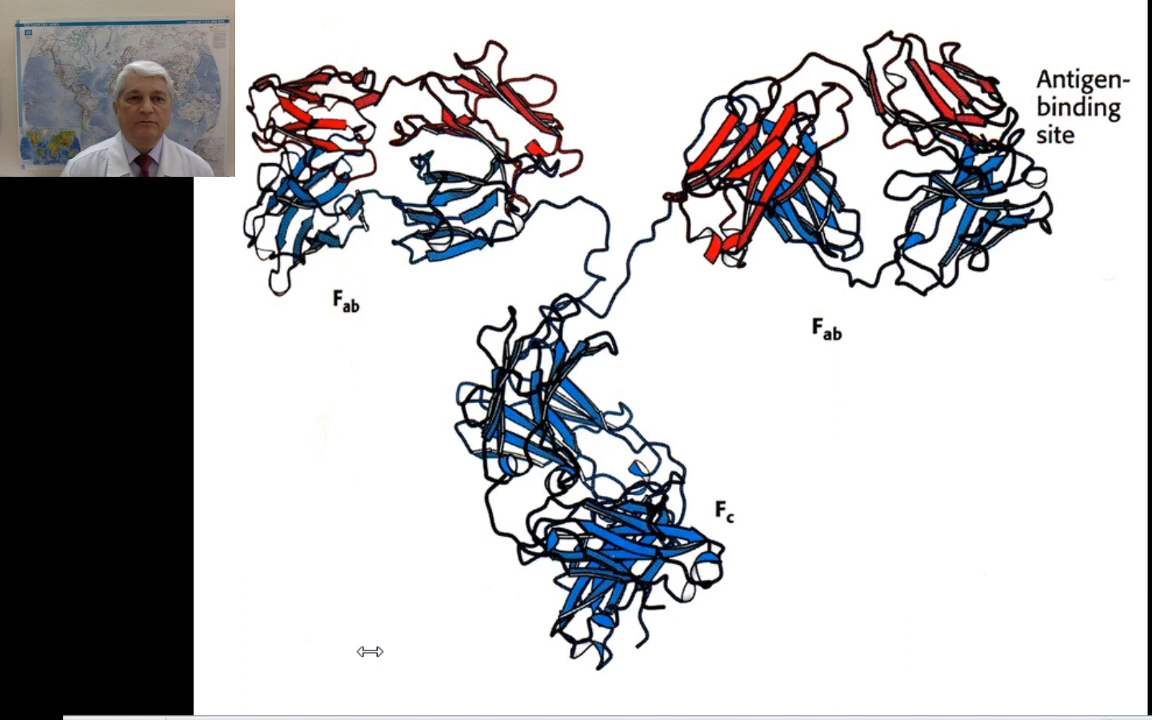 Antigen-
binding
site
Fab
Fab
Fc